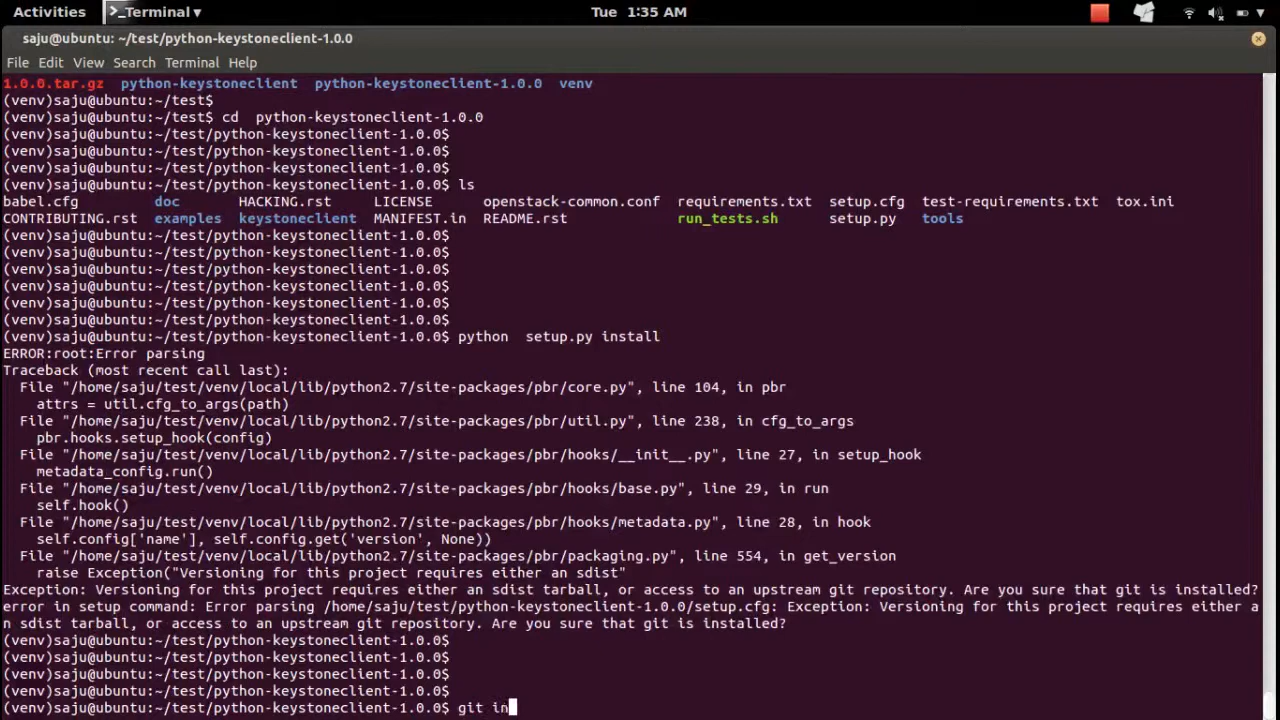 Activities >_Terminal ▾ Tue 1:35 AM
saju@ubuntu: ~/test/python-keystoneclient-1.0.0
File Edit View Search Terminal Help
1.0.0.tar.gz python-keystoneclient python-keystoneclient-1.0.0 venv
(venv)saju@ubuntu:~/test$
(venv)saju@ubuntu:~/test$ cd  python-keystoneclient-1.0.0
(venv)saju@ubuntu:~/test/python-keystoneclient-1.0.0$
(venv)saju@ubuntu:~/test/python-keystoneclient-1.0.0$
(venv)saju@ubuntu:~/test/python-keystoneclient-1.0.0$
(venv)saju@ubuntu:~/test/python-keystoneclient-1.0.0$ ls
babel.cfg doc HACKING.rst LICENSE openstack-common.conf requirements.txt setup.cfg test-requirements.txt tox.ini
CONTRIBUTING.rst examples keystoneclient MANIFEST.in README.rst run_tests.sh setup.py tools
(venv)saju@ubuntu:~/test/python-keystoneclient-1.0.0$
(venv)saju@ubuntu:~/test/python-keystoneclient-1.0.0$
(venv)saju@ubuntu:~/test/python-keystoneclient-1.0.0$
(venv)saju@ubuntu:~/test/python-keystoneclient-1.0.0$
(venv)saju@ubuntu:~/test/python-keystoneclient-1.0.0$
(venv)saju@ubuntu:~/test/python-keystoneclient-1.0.0$
(venv)saju@ubuntu:~/test/python-keystoneclient-1.0.0$ python  setup.py install
ERROR:root:Error parsing
Traceback (most recent call last):
  File "/home/saju/test/venv/local/lib/python2.7/site-packages/pbr/core.py", line 104, in pbr
    attrs = util.cfg_to_args(path)
  File "/home/saju/test/venv/local/lib/python2.7/site-packages/pbr/util.py", line 238, in cfg_to_args
    pbr.hooks.setup_hook(config)
  File "/home/saju/test/venv/local/lib/python2.7/site-packages/pbr/hooks/__init__.py", line 27, in setup_hook
    metadata_config.run()
  File "/home/saju/test/venv/local/lib/python2.7/site-packages/pbr/hooks/base.py", line 29, in run
    self.hook()
  File "/home/saju/test/venv/local/lib/python2.7/site-packages/pbr/hooks/metadata.py", line 28, in hook
    self.config['name'], self.config.get('version', None))
  File "/home/saju/test/venv/local/lib/python2.7/site-packages/pbr/packaging.py", line 554, in get_version
    raise Exception("Versioning for this project requires either an sdist"
Exception: Versioning for this project requires either an sdist tarball, or access to an upstream git repository. Are you sure that git is installed?
error in setup command: Error parsing /home/saju/test/python-keystoneclient-1.0.0/setup.cfg: Exception: Versioning for this project requires either a
n sdist tarball, or access to an upstream git repository. Are you sure that git is installed?
(venv)saju@ubuntu:~/test/python-keystoneclient-1.0.0$
(venv)saju@ubuntu:~/test/python-keystoneclient-1.0.0$
(venv)saju@ubuntu:~/test/python-keystoneclient-1.0.0$
(venv)saju@ubuntu:~/test/python-keystoneclient-1.0.0$
(venv)saju@ubuntu:~/test/python-keystoneclient-1.0.0$ git in